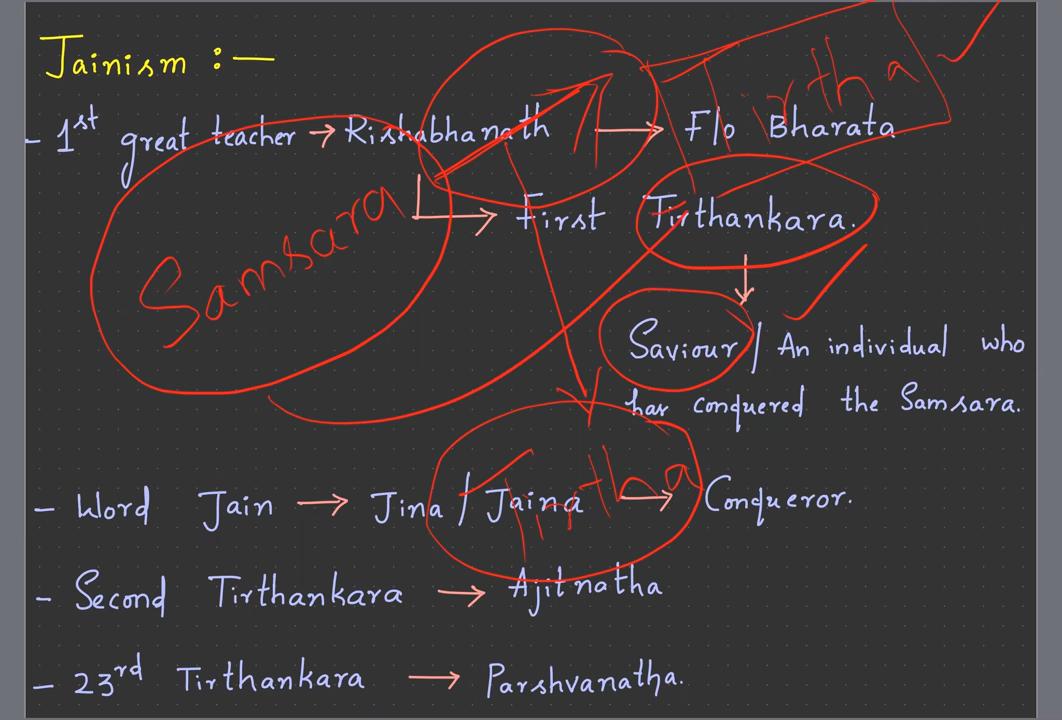 Jainism :—
- 1st great teacher → Rishabhanath → F/o Bharata
Tirtha
Samsara
→ First Tirthankara.
Saviour / An individual who
has conquered the Samsara.
- Word Jain → Jina / Jaina → Conqueror.
Tirtha
- Second Tirthankara → Ajitnatha
- 23rd Tirthankara → Parshvanatha.